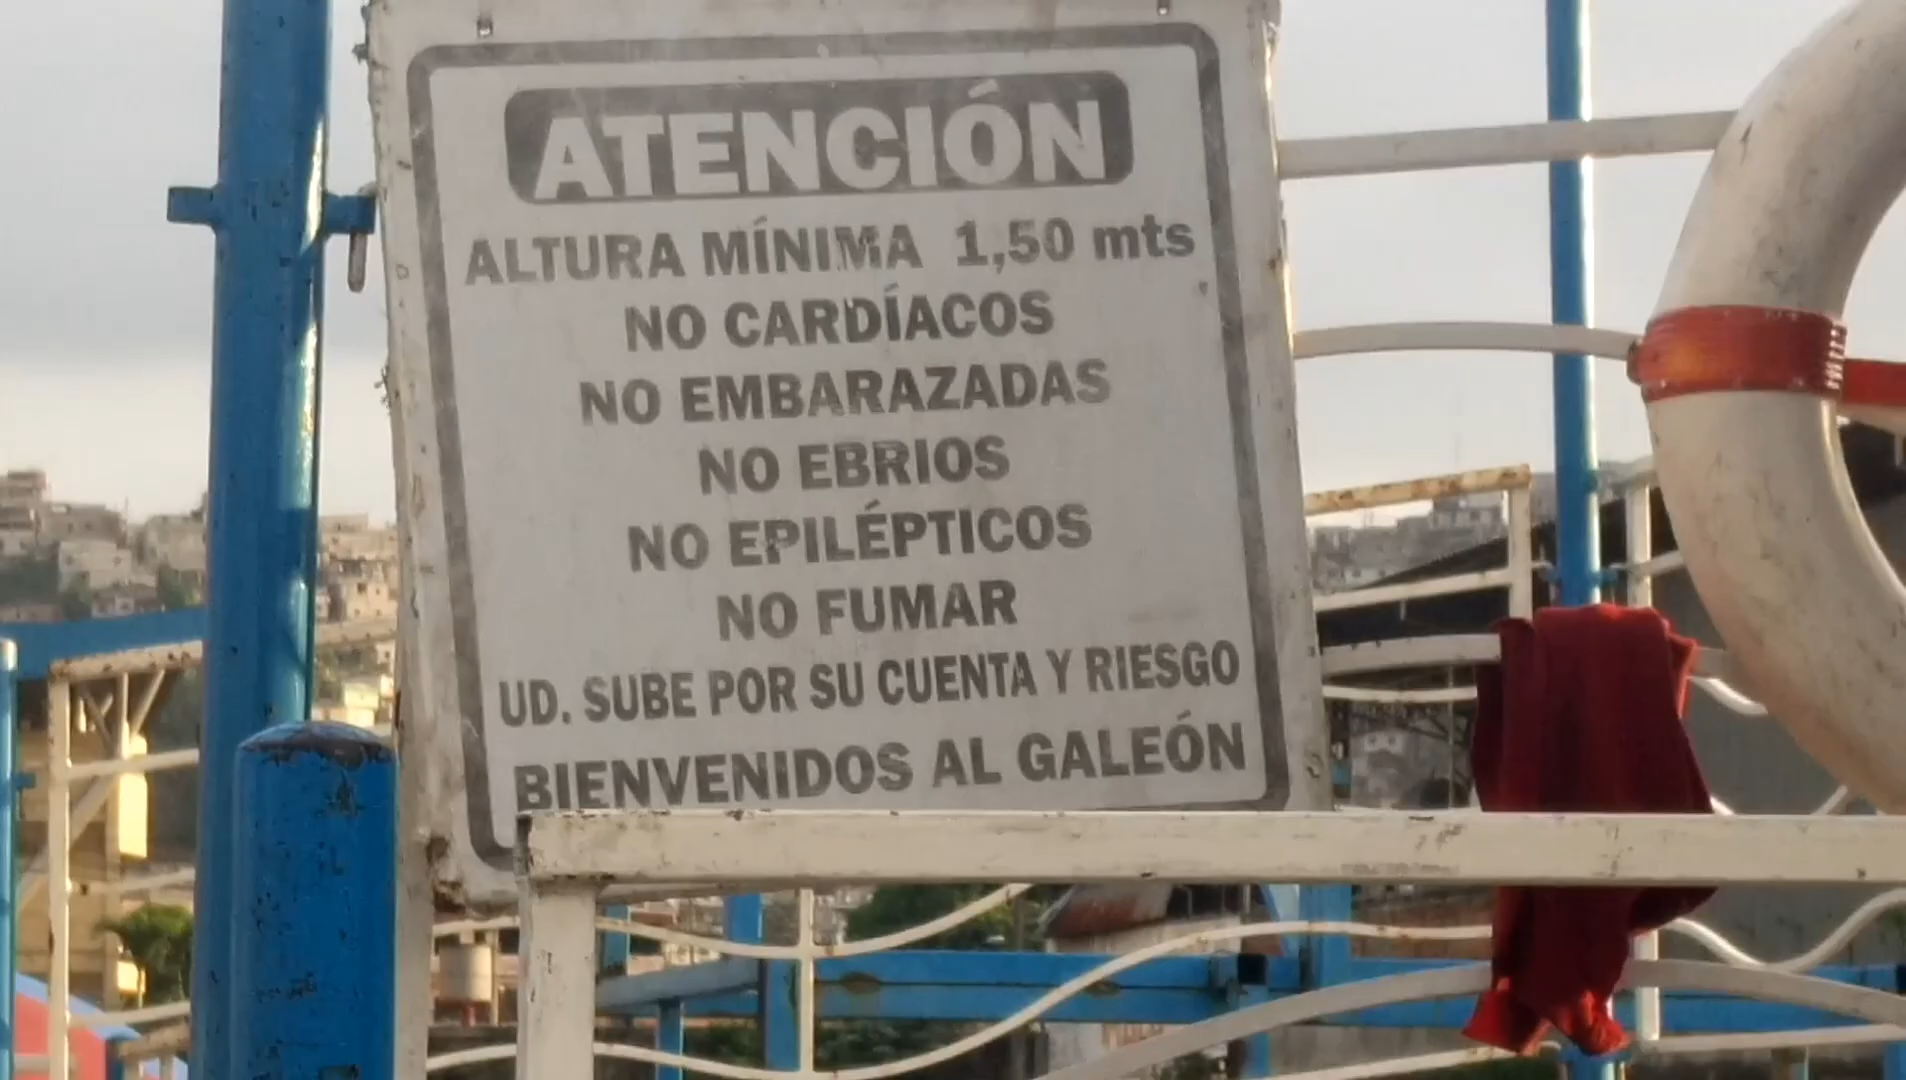 ATENCIÓN
ALTURA MÍNIMA 1,50 mts
NO CARDÍACOS
NO EMBARAZADAS
NO EBRIOS
NO EPILÉPTICOS
NO FUMAR
UD. SUBE POR SU CUENTA Y RIESGO
BIENVENIDOS AL GALEÓN